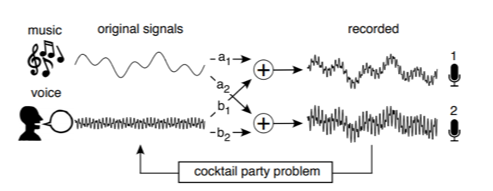 music
original signals
recorded
a1
1
a2
voice
b1
2
b2
cocktail party problem